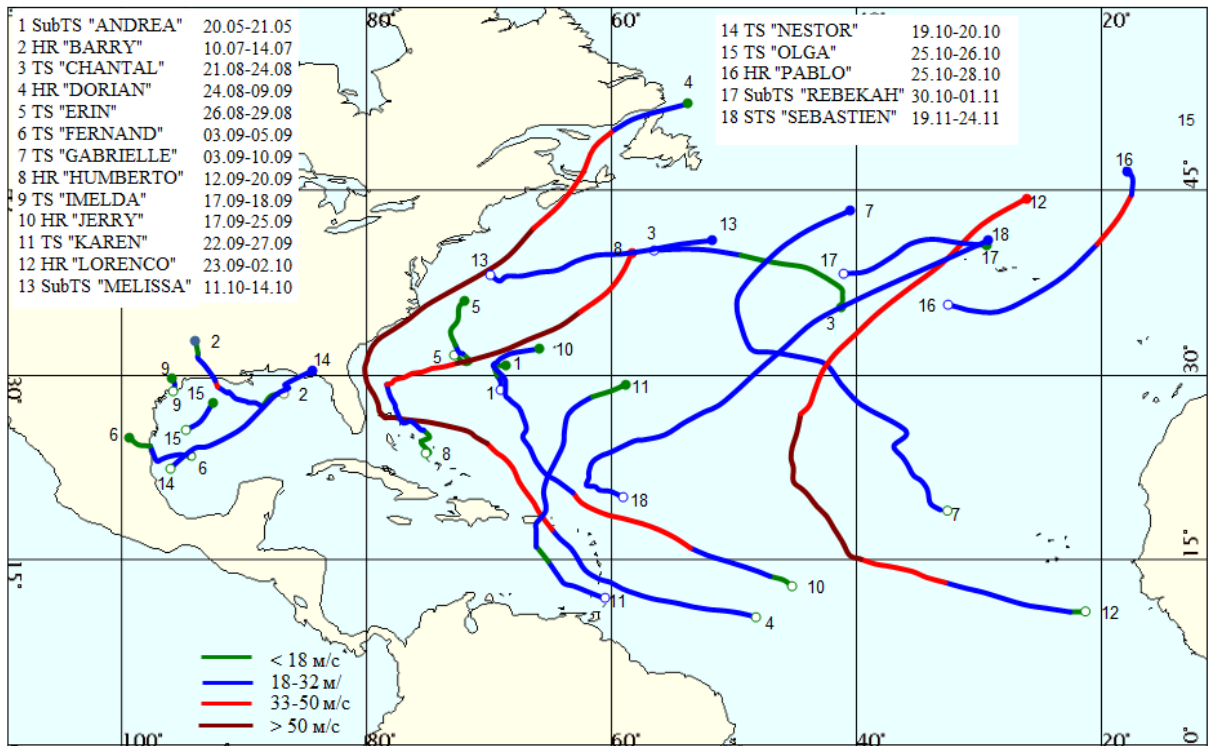 1 SubTS "ANDREA" 20.05-21.05
2 HR "BARRY" 10.07-14.07
3 TS "CHANTAL" 21.08-24.08
4 HR "DORIAN" 24.08-09.09
5 TS "ERIN" 26.08-29.08
6 TS "FERNAND" 03.09-05.09
7 TS "GABRIELLE" 03.09-10.09
8 HR "HUMBERTO" 12.09-20.09
9 TS "IMELDA" 17.09-18.09
10 HR "JERRY" 17.09-25.09
11 TS "KAREN" 22.09-27.09
12 HR "LORENCO" 23.09-02.10
13 SubTS "MELISSA" 11.10-14.10
14 TS "NESTOR" 19.10-20.10
15 TS "OLGA" 25.10-26.10
16 HR "PABLO" 25.10-28.10
17 SubTS "REBEKAH" 30.10-01.11
18 STS "SEBASTIEN" 19.11-24.11
80° 60° 40° 20°
4
15
16
45°
12
7
13
3
8
18
17
13
17
16
3
5
5
10
1
1
2
14
9
9
15
2
11
30°
30°
6
15
6
14
8
18
7
15°
15°
10
11
4
12
< 18 м/с
18-32 м/
33-50 м/с
> 50 м/с
100° 80° 60° 40° 20° 0°